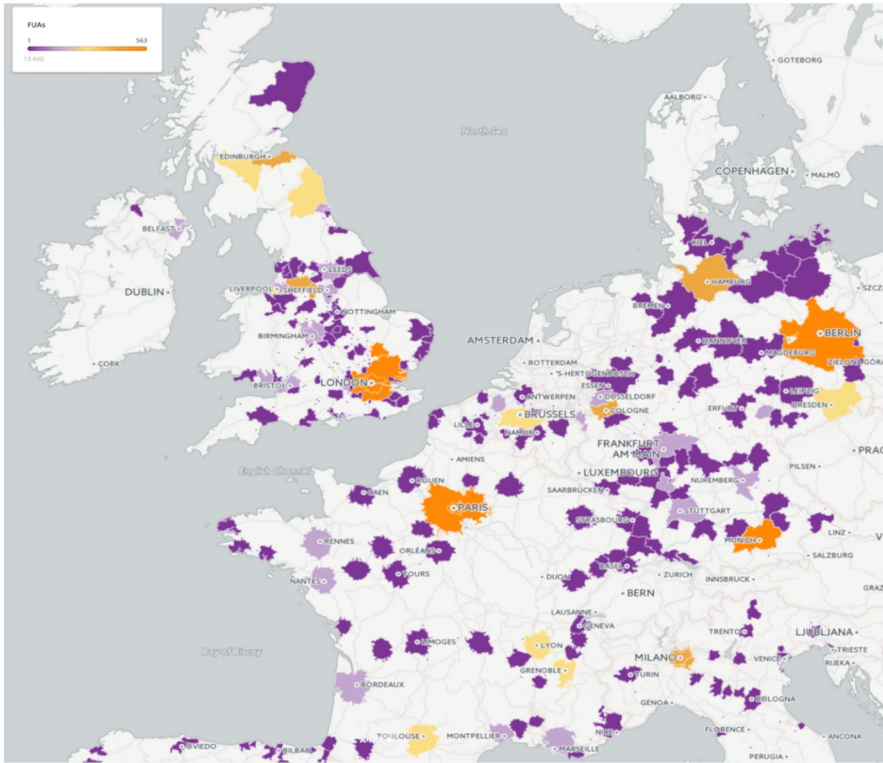 FUAs
1 563
13 AVG
GOTEBORG
AALBORG
North Sea
EDINBURGH
COPENHAGEN
MALMÖ
BELFAST
KIEL
LEEDS
DUBLIN
LIVERPOOL
SHEFFIELD
HAMBURG
BREMEN
NOTTINGHAM
BERLIN
BIRMINGHAM
AMSTERDAM
HANNOVER
MAGDEBURG
CORK
ROTTERDAM
'S-HERTOGENBOSCH
LONDON
BRISTOL
ESSEN
DÜSSELDORF
LEIPZIG
ANTWERPEN
BRUSSELS
COLOGNE
ERFURT
DRESDEN
LILLE
NAMUR
FRANKFURT
AM MAIN
AMIENS
English Channel
LUXEMBOURG
PILSEN
ROUEN
SAARBRÜCKEN
NUREMBERG
CAEN
PARIS
STUTTGART
STRASBOURG
LINZ
RENNES
MUNICH
ORLÉANS
SALZBURG
BASEL
TOURS
ZURICH
INNSBRUCK
NANTES
DIJON
BERN
LAUSANNE
GENEVA
TRENTO
LJUBLJANA
Bay of Biscay
LIMOGES
LYON
MILANO
VENICE
TRIESTE
RIJEKA
GRENOBLE
TURIN
BORDEAUX
BOLOGNA
GENOA
TOULOUSE
MONTPELLIER
NICE
FLORENCE
ANCONA
OVIEDO
BILBAO
MARSEILLE
PERUGIA